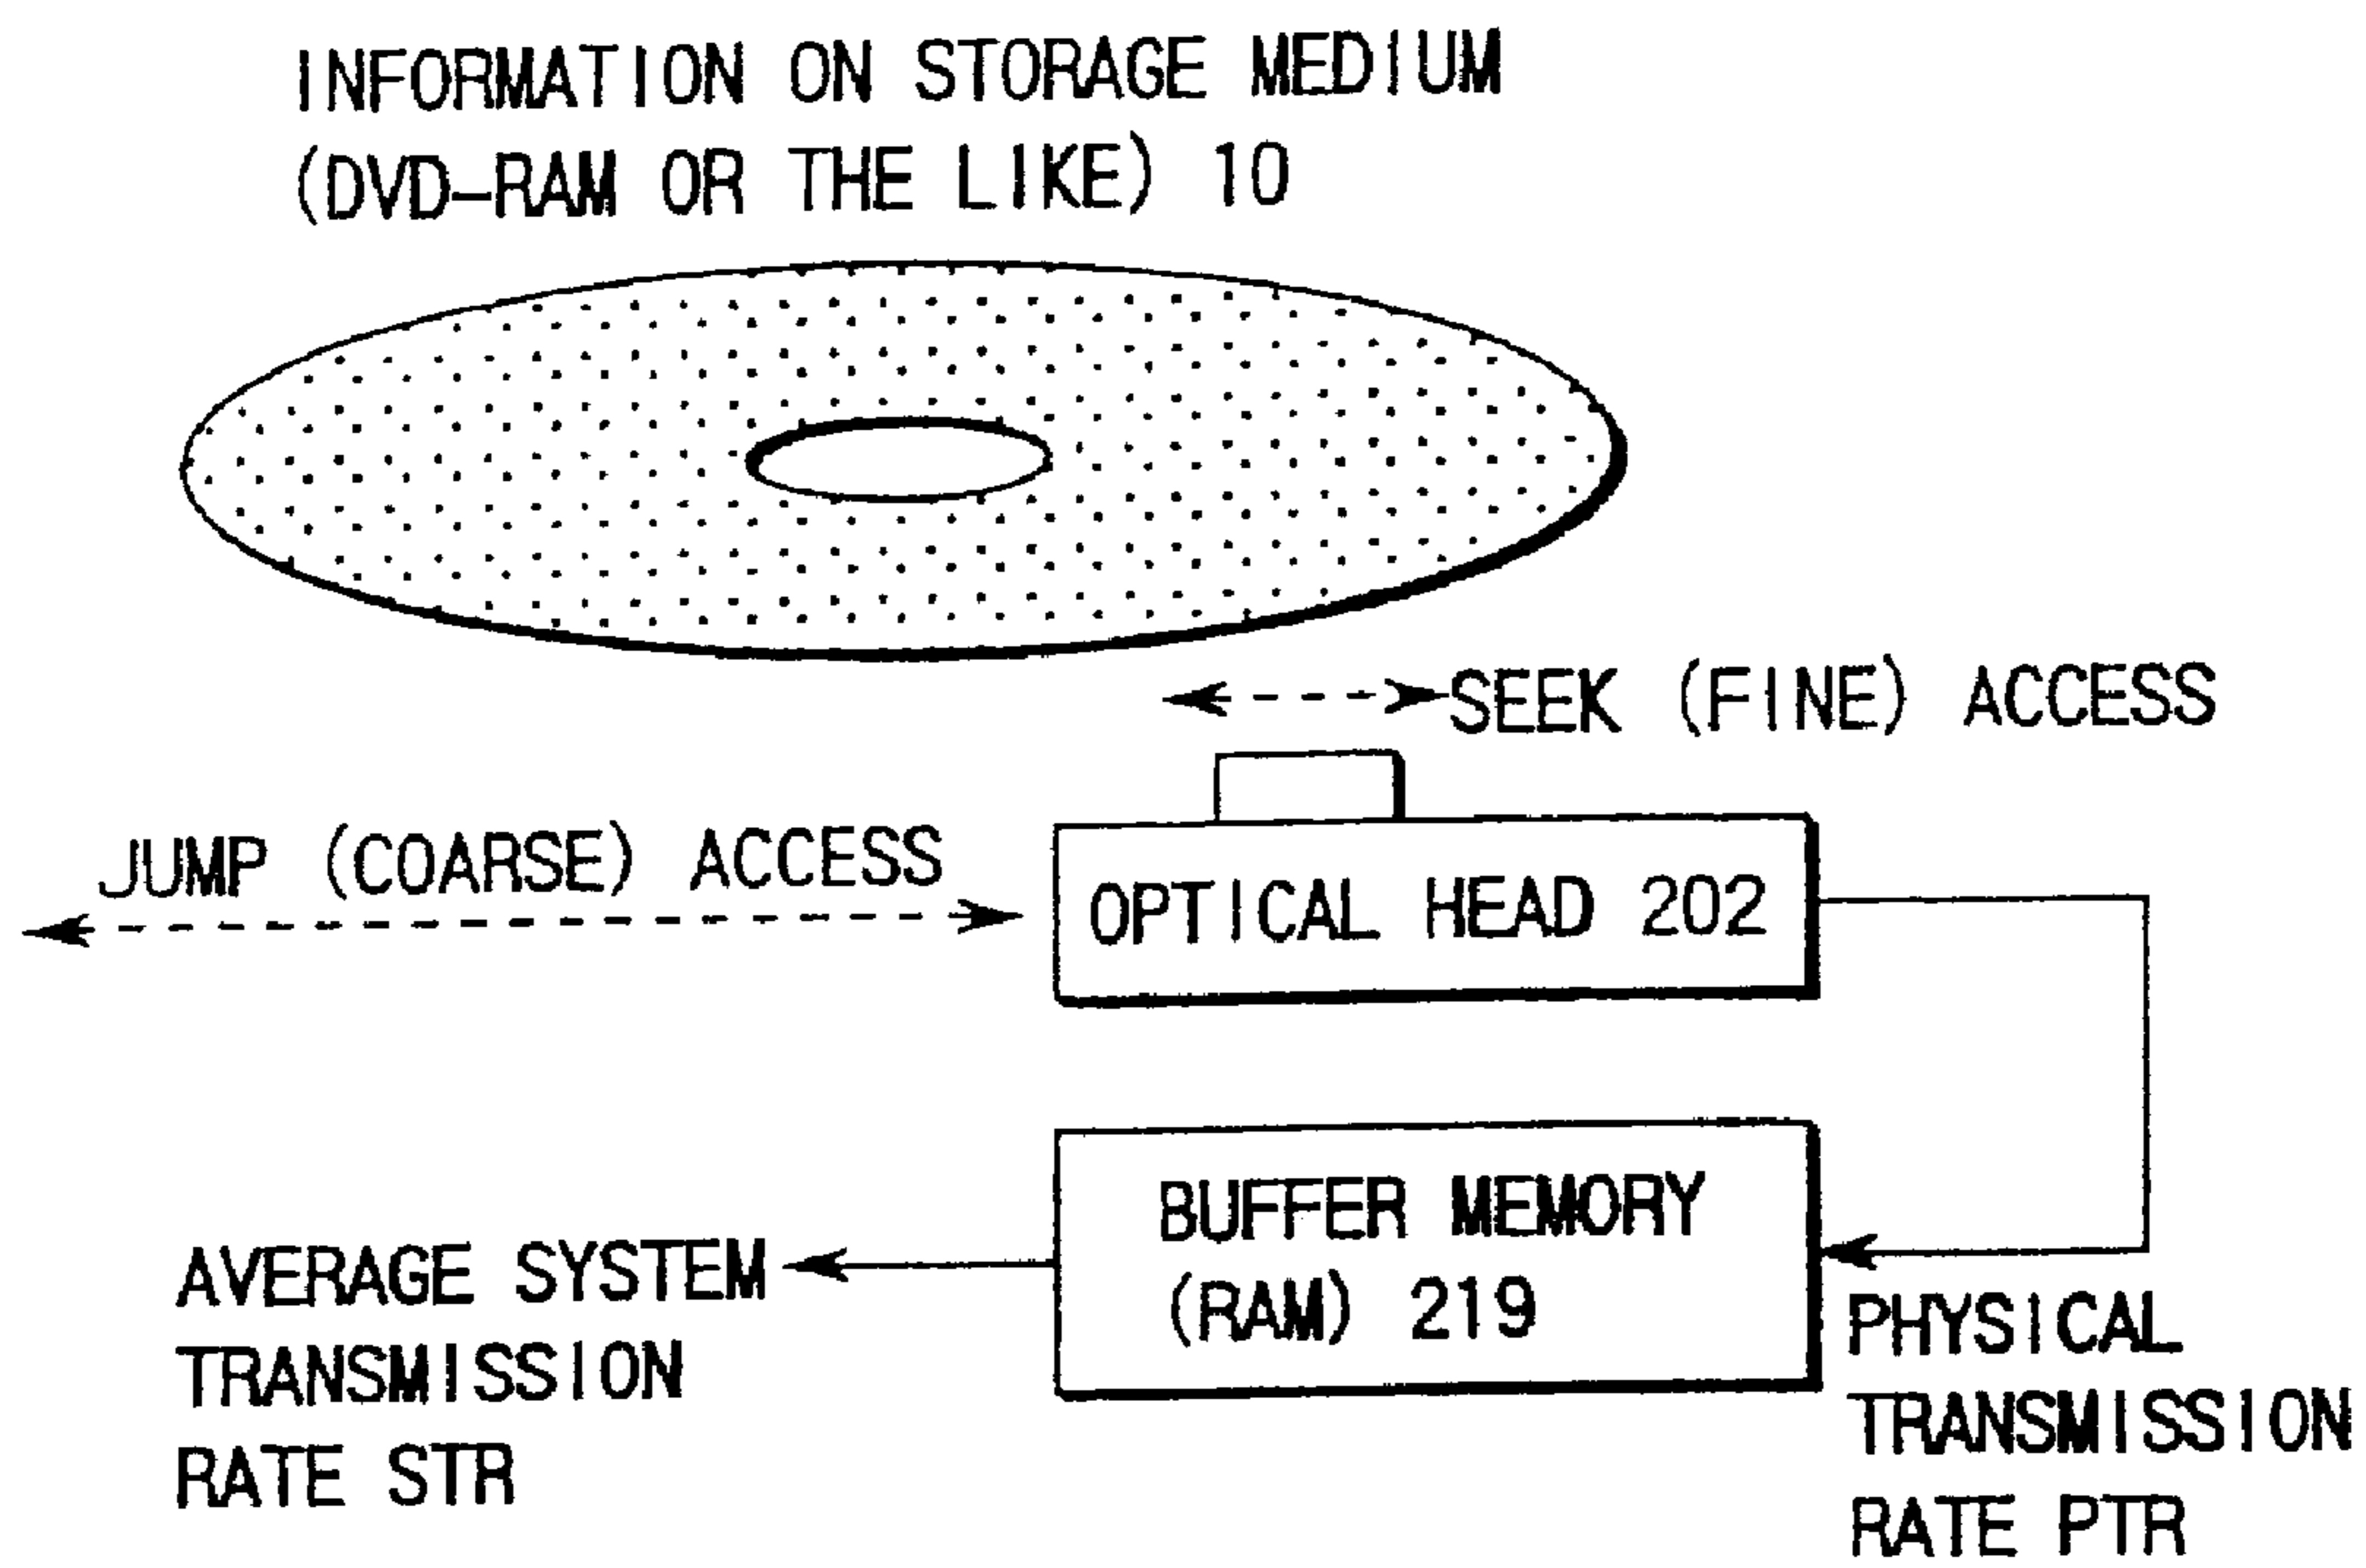 INFORMATION ON STORAGE MEDIUM
(DVD-RAM OR THE LIKE) 10
SEEK (FINE) ACCESS
JUMP (COARSE) ACCESS
OPTICAL HEAD 202
BUFFER MEMORY
(RAM) 219
AVERAGE SYSTEM
TRANSMISSION
RATE STR
PHYSICAL
TRANSMISSION
RATE PTR